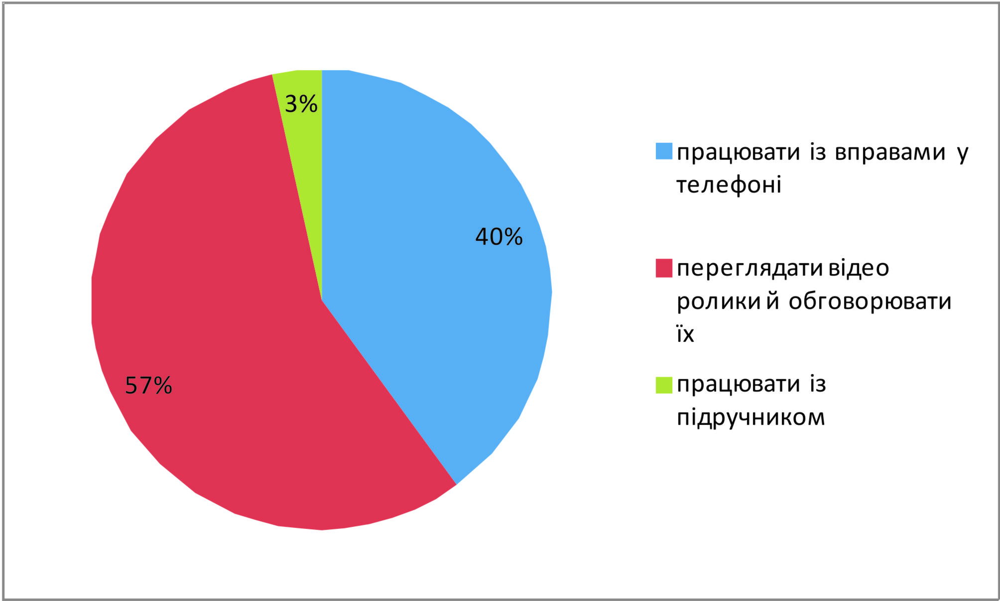 3%
40%
57%
працювати із вправами у
телефоні
переглядати відео
ролики й обговорювати
їх
працювати із
підручником